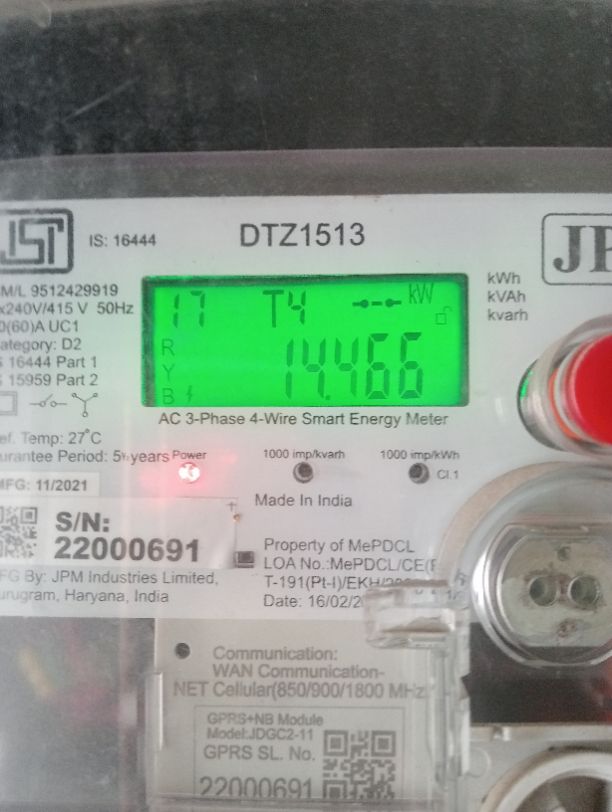 IS: 16444
DTZ1513
JP
M/L 9512429919
x240V/415 V 50Hz
0(60)A UC1
ategory: D2
S 16444 Part 1
S 15959 Part 2
kWh
kVAh
kvarh
17 T4 kW
R
Y
B
14.466
AC 3-Phase 4-Wire Smart Energy Meter
ef. Temp: 27°C
urantee Period: 5½ years
Power
1000 imp/kvarh
1000 imp/kWh
Cl.1
MFG: 11/2021
Made In India
S/N:
22000691
Property of MePDCL
LOA No.:MePDCL/CE(
T-191(Pt-I)/EKH/
Date: 16/02/2
FG By: JPM Industries Limited,
urugram, Haryana, India
Communication:
WAN Communication-
NET Cellular(850/900/1800 MHz
GPRS+NB Module
Model:JDGC2-11
GPRS SL. No.
22000691